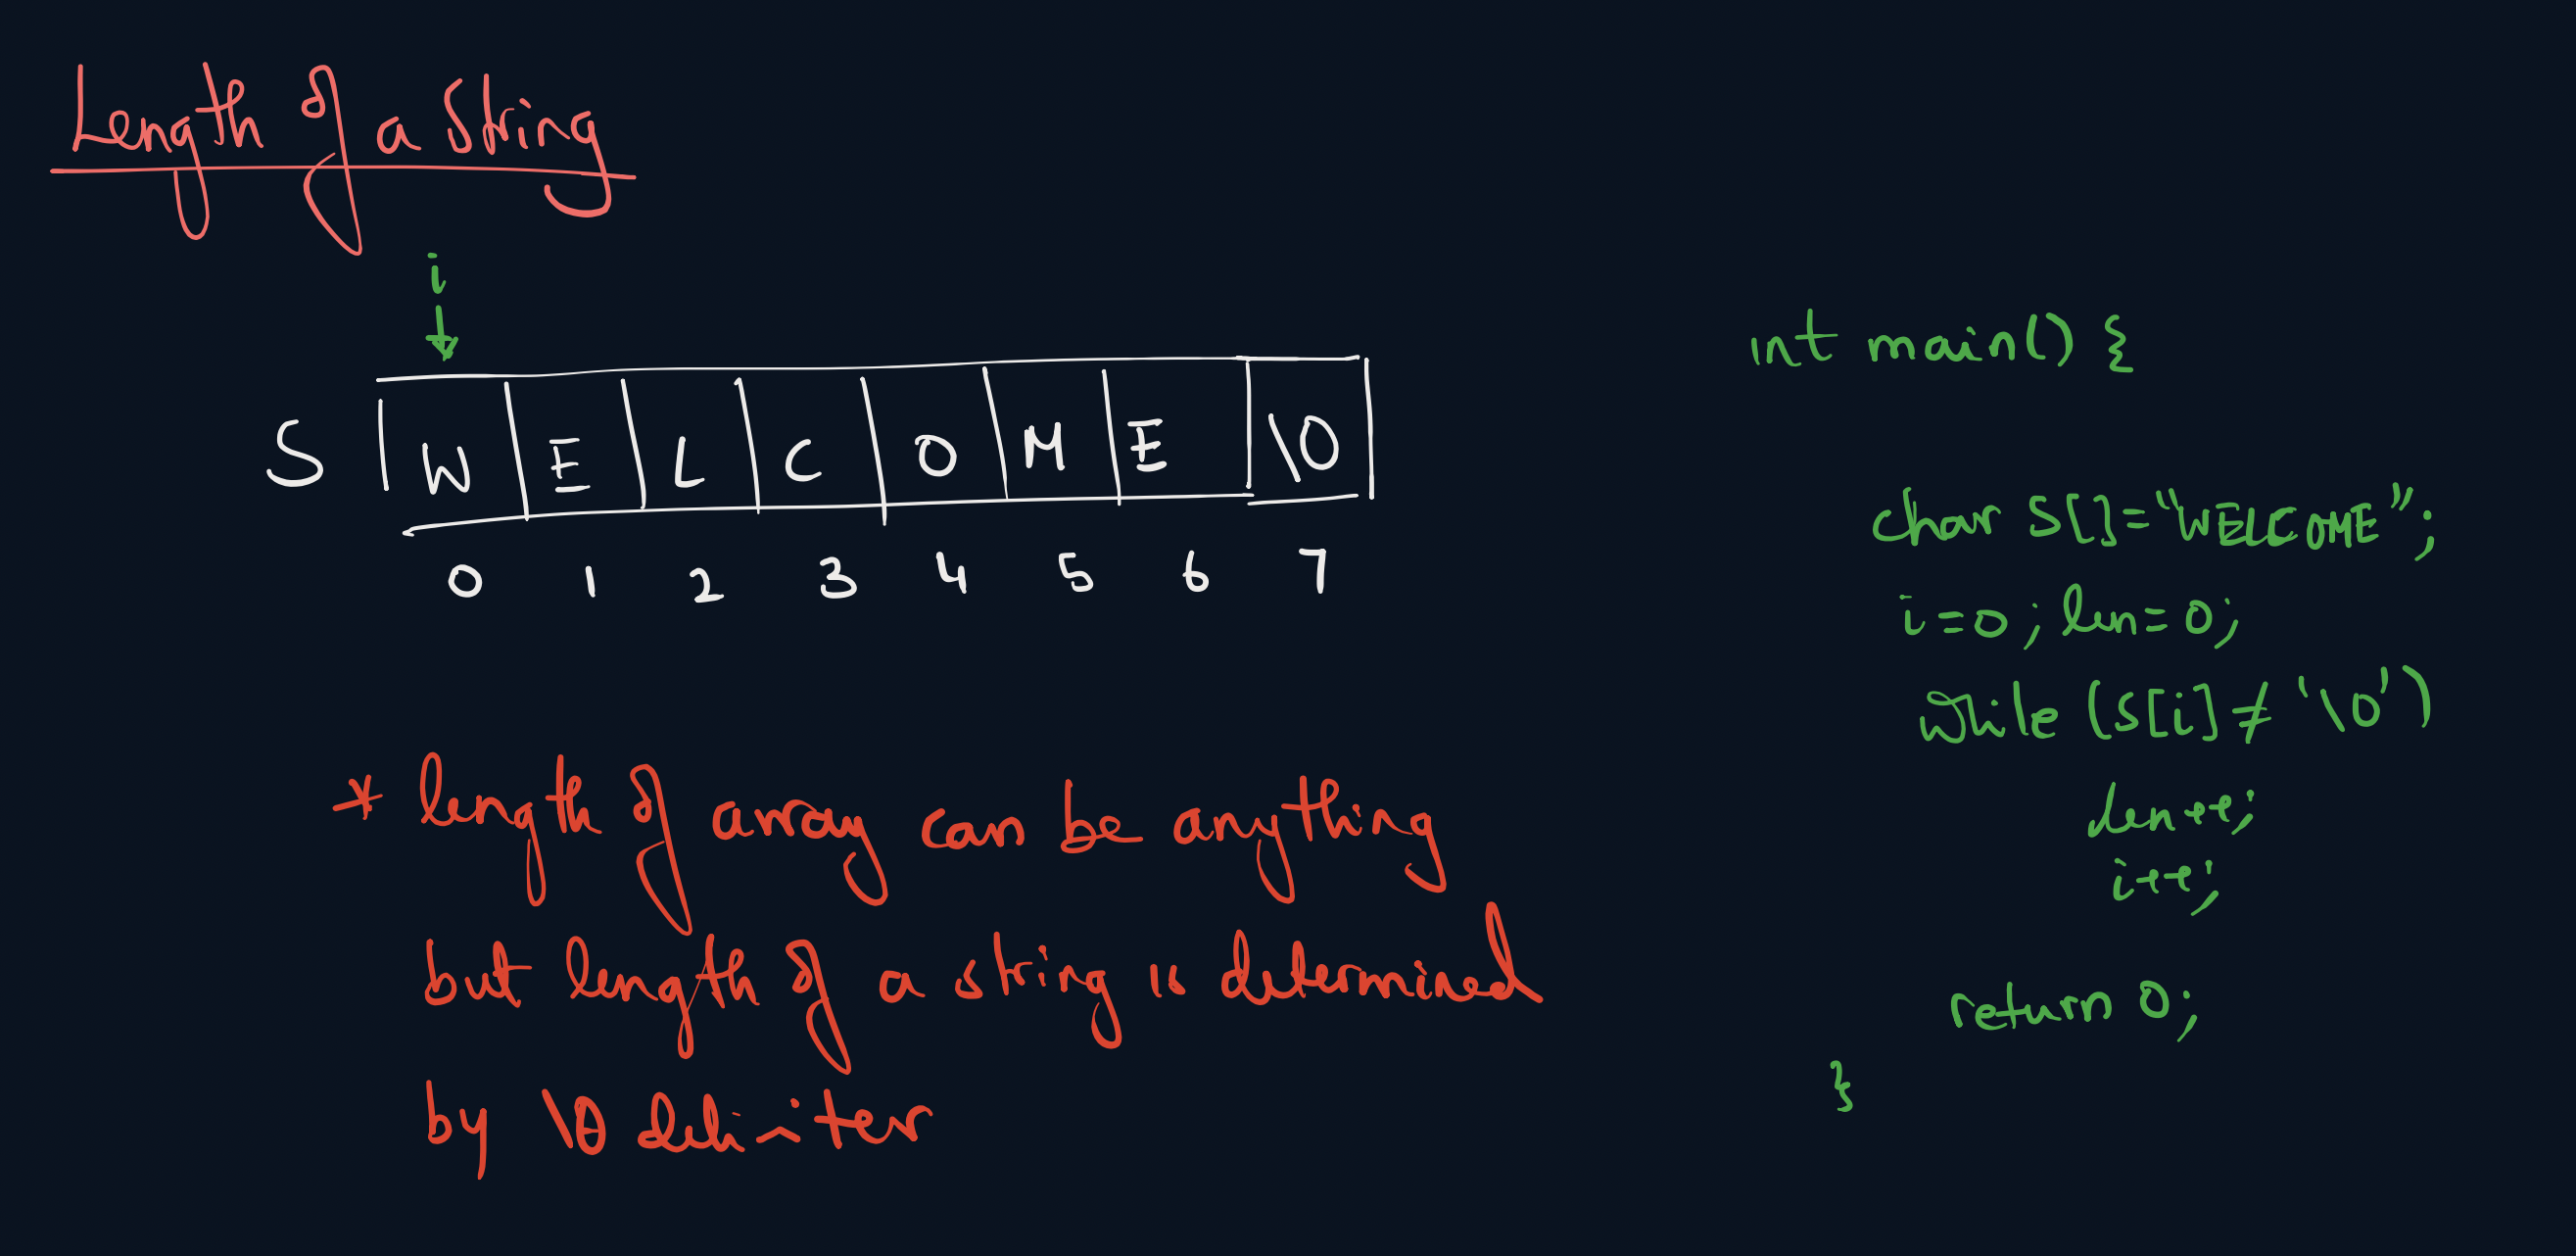 Length of a String
i
S W E L C O M E \0
0 1 2 3 4 5 6 7
* length of array can be anything
but length of a string is determined
by \0 delimiter
int main() {
char S[]="WELCOME";
i=0; len=0;
while (S[i] ≠ '\0')
len++;
i++;
return 0;
}